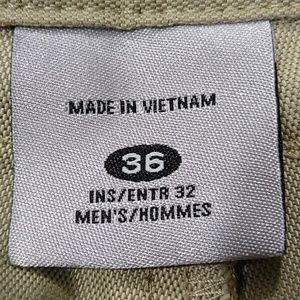 MADE IN VIETNAM
36
INS/ENTR 32
MEN'S/HOMMES